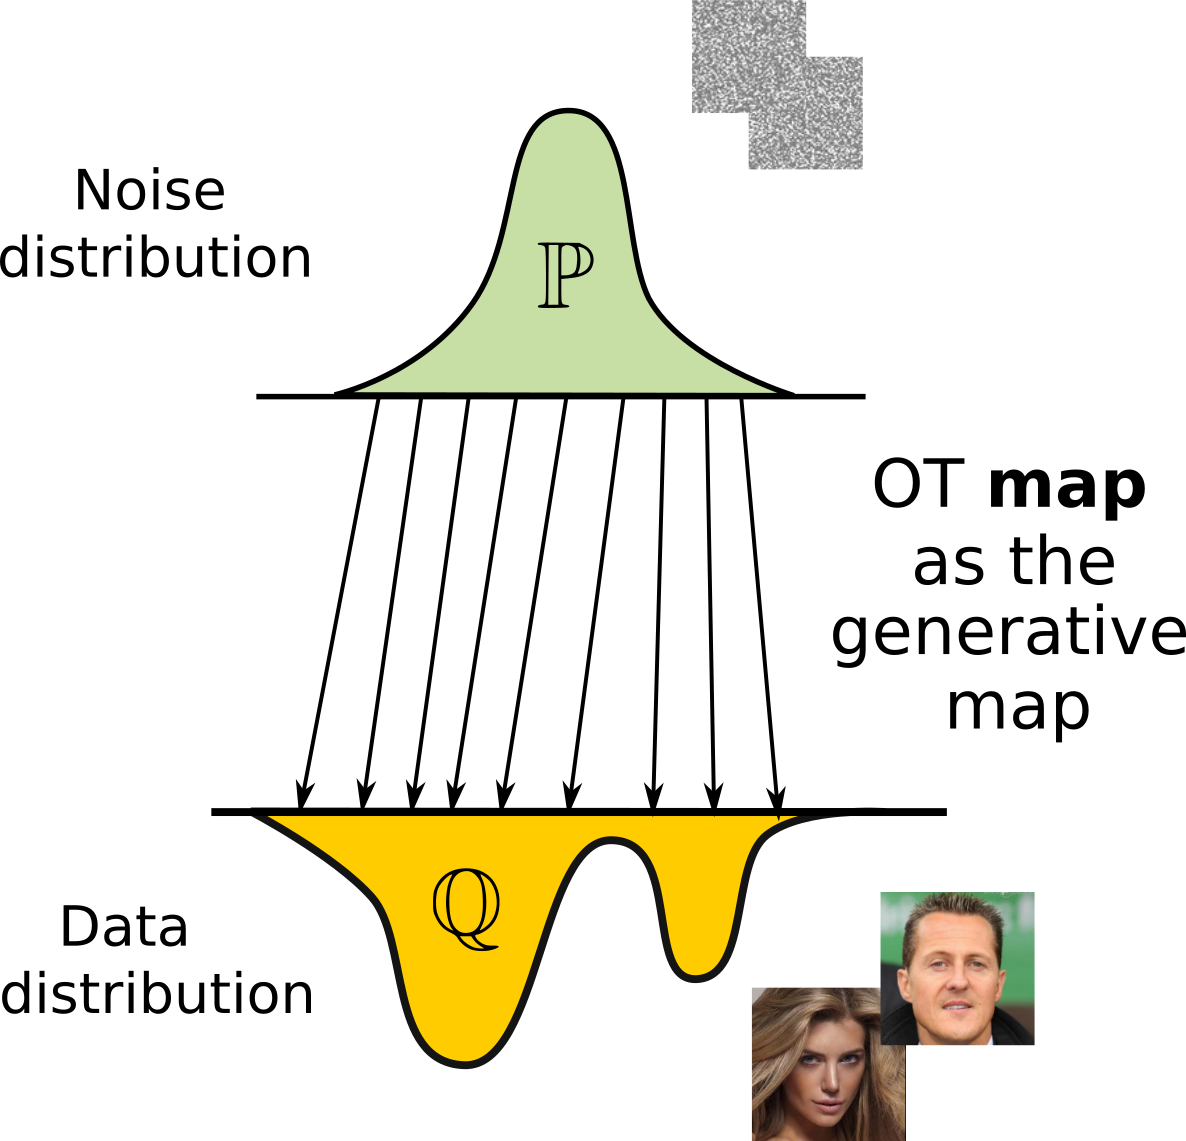 Noise
distribution
ℙ
OT map
as the
generative
map
ℚ
Data
distribution